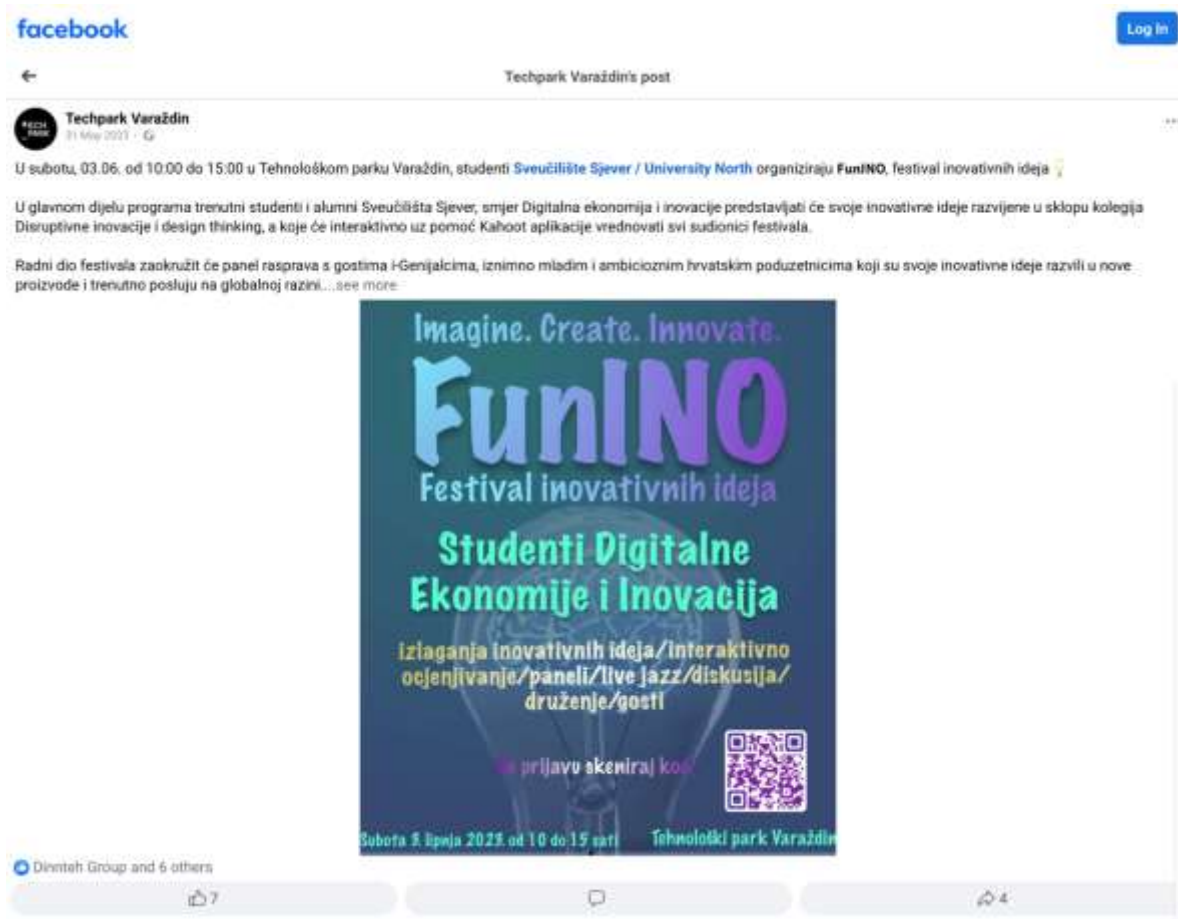 facebook
Log In
Techpark Varaždin's post
TECH
PARK
Techpark Varaždin
31 May 2023
U subotu, 03.06. od 10:00 do 15:00 u Tehnološkom parku Varaždin, studenti Sveučilište Sjever / University North organiziraju FunINO, festival inovativnih ideja
U glavnom dijelu programa trenutni studenti i alumni Sveučilišta Sjever, smjer Digitalna ekonomija i inovacije predstavljati će svoje inovativne ideje razvijene u sklopu kolegija
Disruptivne inovacije i design thinking, a koje će interaktivno uz pomoć Kahoot aplikacije vrednovati svi sudionici festivala.
Radni dio festivala zaokružit će panel rasprava s gostima i-Genijalcima, iznimno mladim i ambicioznim hrvatskim poduzetnicima koji su svoje inovativne ideje razvili u nove
proizvode i trenutno posluju na globalnoj razini....see more
Imagine. Create. Innovate.
FunINO
Festival inovativnih ideja
Studenti Digitalne
Ekonomije i Inovacija
izlaganja inovativnih ideja/interaktivno
ocjenjivanje/paneli/live jazz/diskusija/
druženje/gosti
prijavu skeniraj kod
Subota 3. lipnja 2023. od 10 do 15 sati
Tehnološki park Varaždin
Dinnteh Group and 6 others
7
4